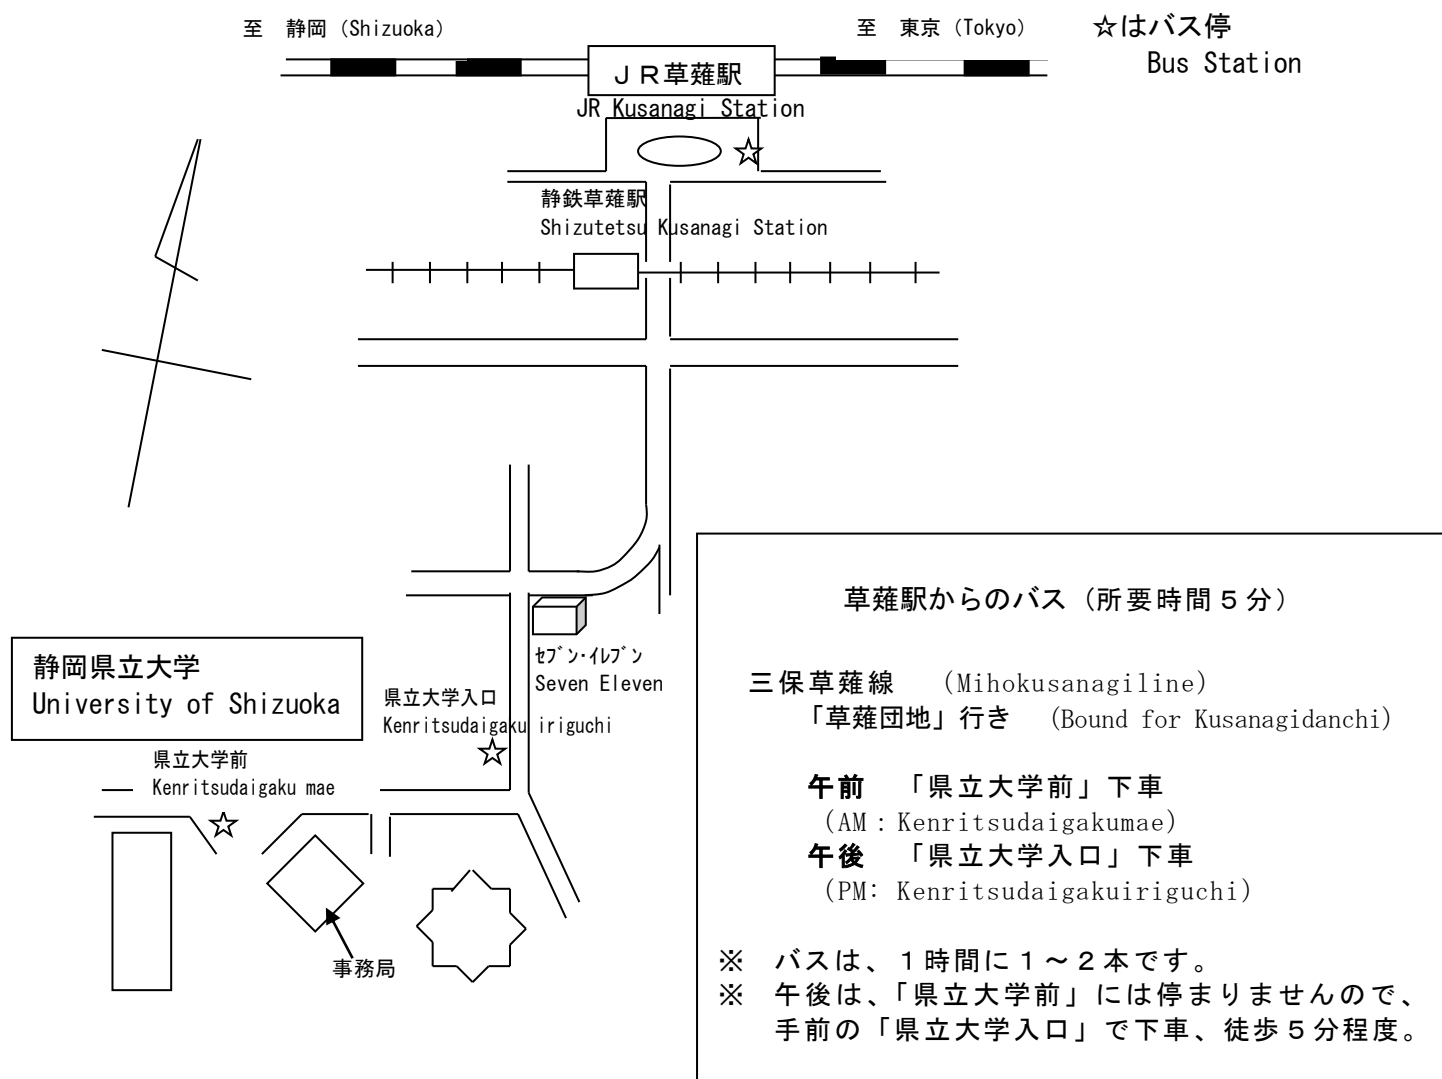 至　静岡（Shizuoka）
至　東京（Tokyo）
☆はバス停
Bus Station
ＪＲ草薙駅
JR Kusanagi Station
静鉄草薙駅
Shizutetsu Kusanagi Station
ｾﾌﾞﾝ･ｲﾚﾌﾞﾝ
Seven Eleven
静岡県立大学
University of Shizuoka
県立大学入口
Kenritsudaigaku iriguchi
県立大学前
Kenritsudaigaku mae
事務局
草薙駅からのバス（所要時間５分）
三保草薙線　（Mihokusanagiline）
「草薙団地」行き　（Bound for Kusanagidanchi）
午前　「県立大学前」下車
（AM：Kenritsudaigakumae）
午後　「県立大学入口」下車
（PM: Kenritsudaigakuiriguchi）
※　バスは、１時間に１～２本です。
※　午後は、「県立大学前」には停まりませんので、
手前の「県立大学入口」で下車、徒歩５分程度。